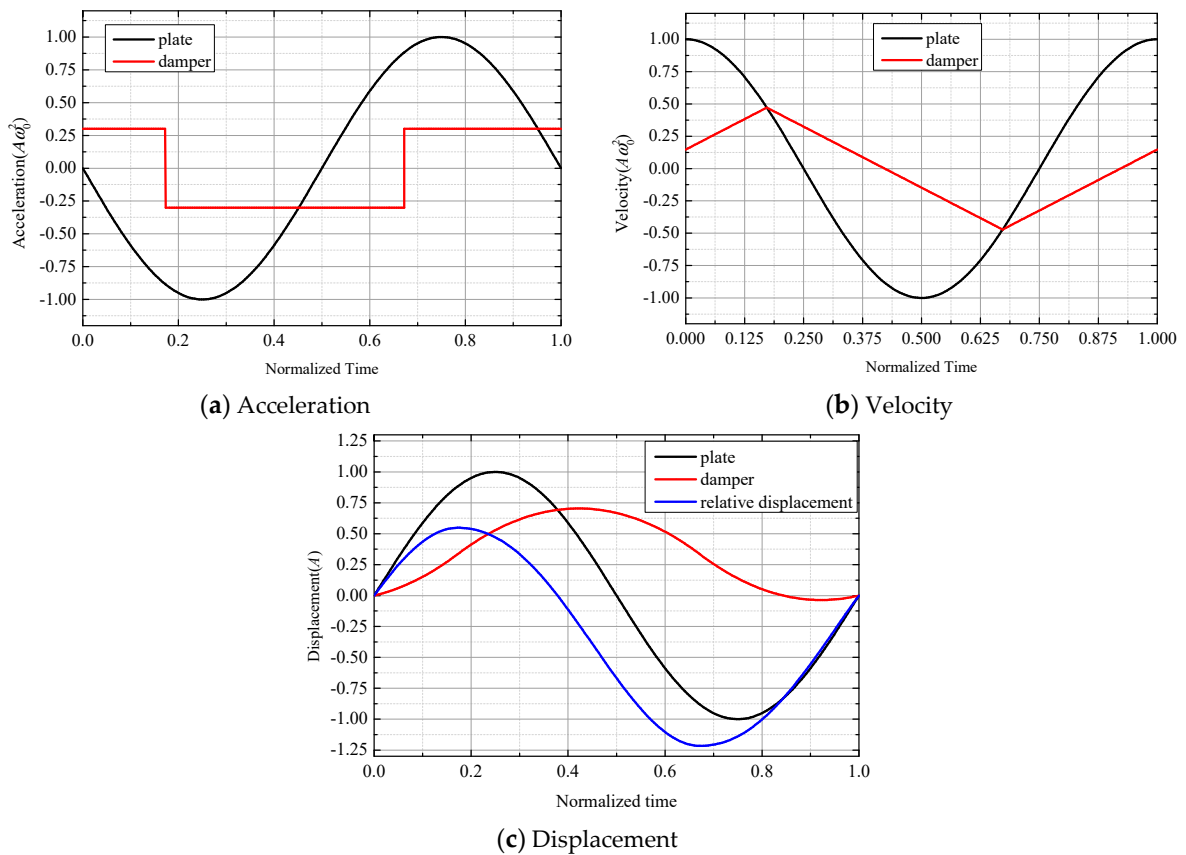 1.00
0.75
0.50
0.25
0.00
-0.25
-0.50
-0.75
-1.00
Acceleration(Aω₀²)
plate
damper
0.0 0.2 0.4 0.6 0.8 1.0
Normalized Time
(a) Acceleration
1.00
0.75
0.50
0.25
0.00
-0.25
-0.50
-0.75
-1.00
Velocity(Aω₀²)
plate
damper
0.000 0.125 0.250 0.375 0.500 0.625 0.750 0.875 1.000
Normalized Time
(b) Velocity
1.25
1.00
0.75
0.50
0.25
0.00
-0.25
-0.50
-0.75
-1.00
-1.25
Displacement(A)
plate
damper
relative displacement
0.0 0.2 0.4 0.6 0.8 1.0
Normalized time
(c) Displacement